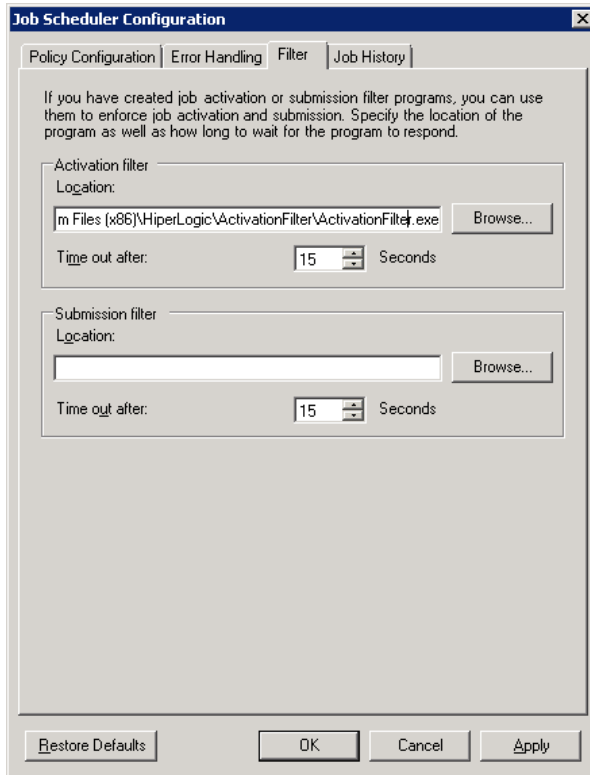 Job Scheduler Configuration
Policy Configuration Error Handling Filter Job History
If you have created job activation or submission filter programs, you can use
them to enforce job activation and submission. Specify the location of the
program as well as how long to wait for the program to respond.
Activation filter
Location:
m Files (x86)\HiperLogic\ActivationFilter\ActivationFilter.exe Browse...
Time out after: 15 Seconds
Submission filter
Location:
Browse...
Time out after: 15 Seconds
Restore Defaults OK Cancel Apply